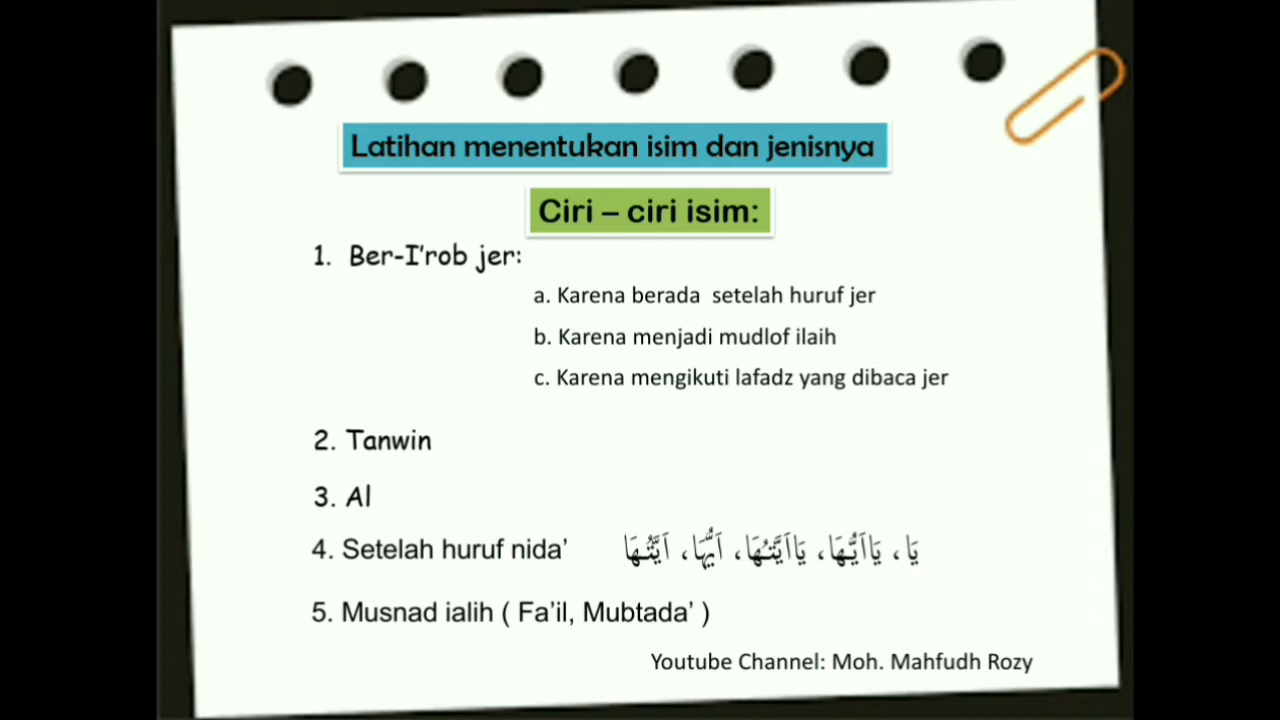 Latihan menentukan isim dan jenisnya
Ciri – ciri isim:
1. Ber-I'rob jer:
a. Karena berada setelah huruf jer
b. Karena menjadi mudlof ilaih
c. Karena mengikuti lafadz yang dibaca jer
2. Tanwin
3. Al
4. Setelah huruf nida’ يَا ، يَااَيُّهَا، يَااَيَّتُهَا، اَيُّهَا، اَيَّتُهَا
5. Musnad ialih ( Fa’il, Mubtada’ )
Youtube Channel: Moh. Mahfudh Rozy